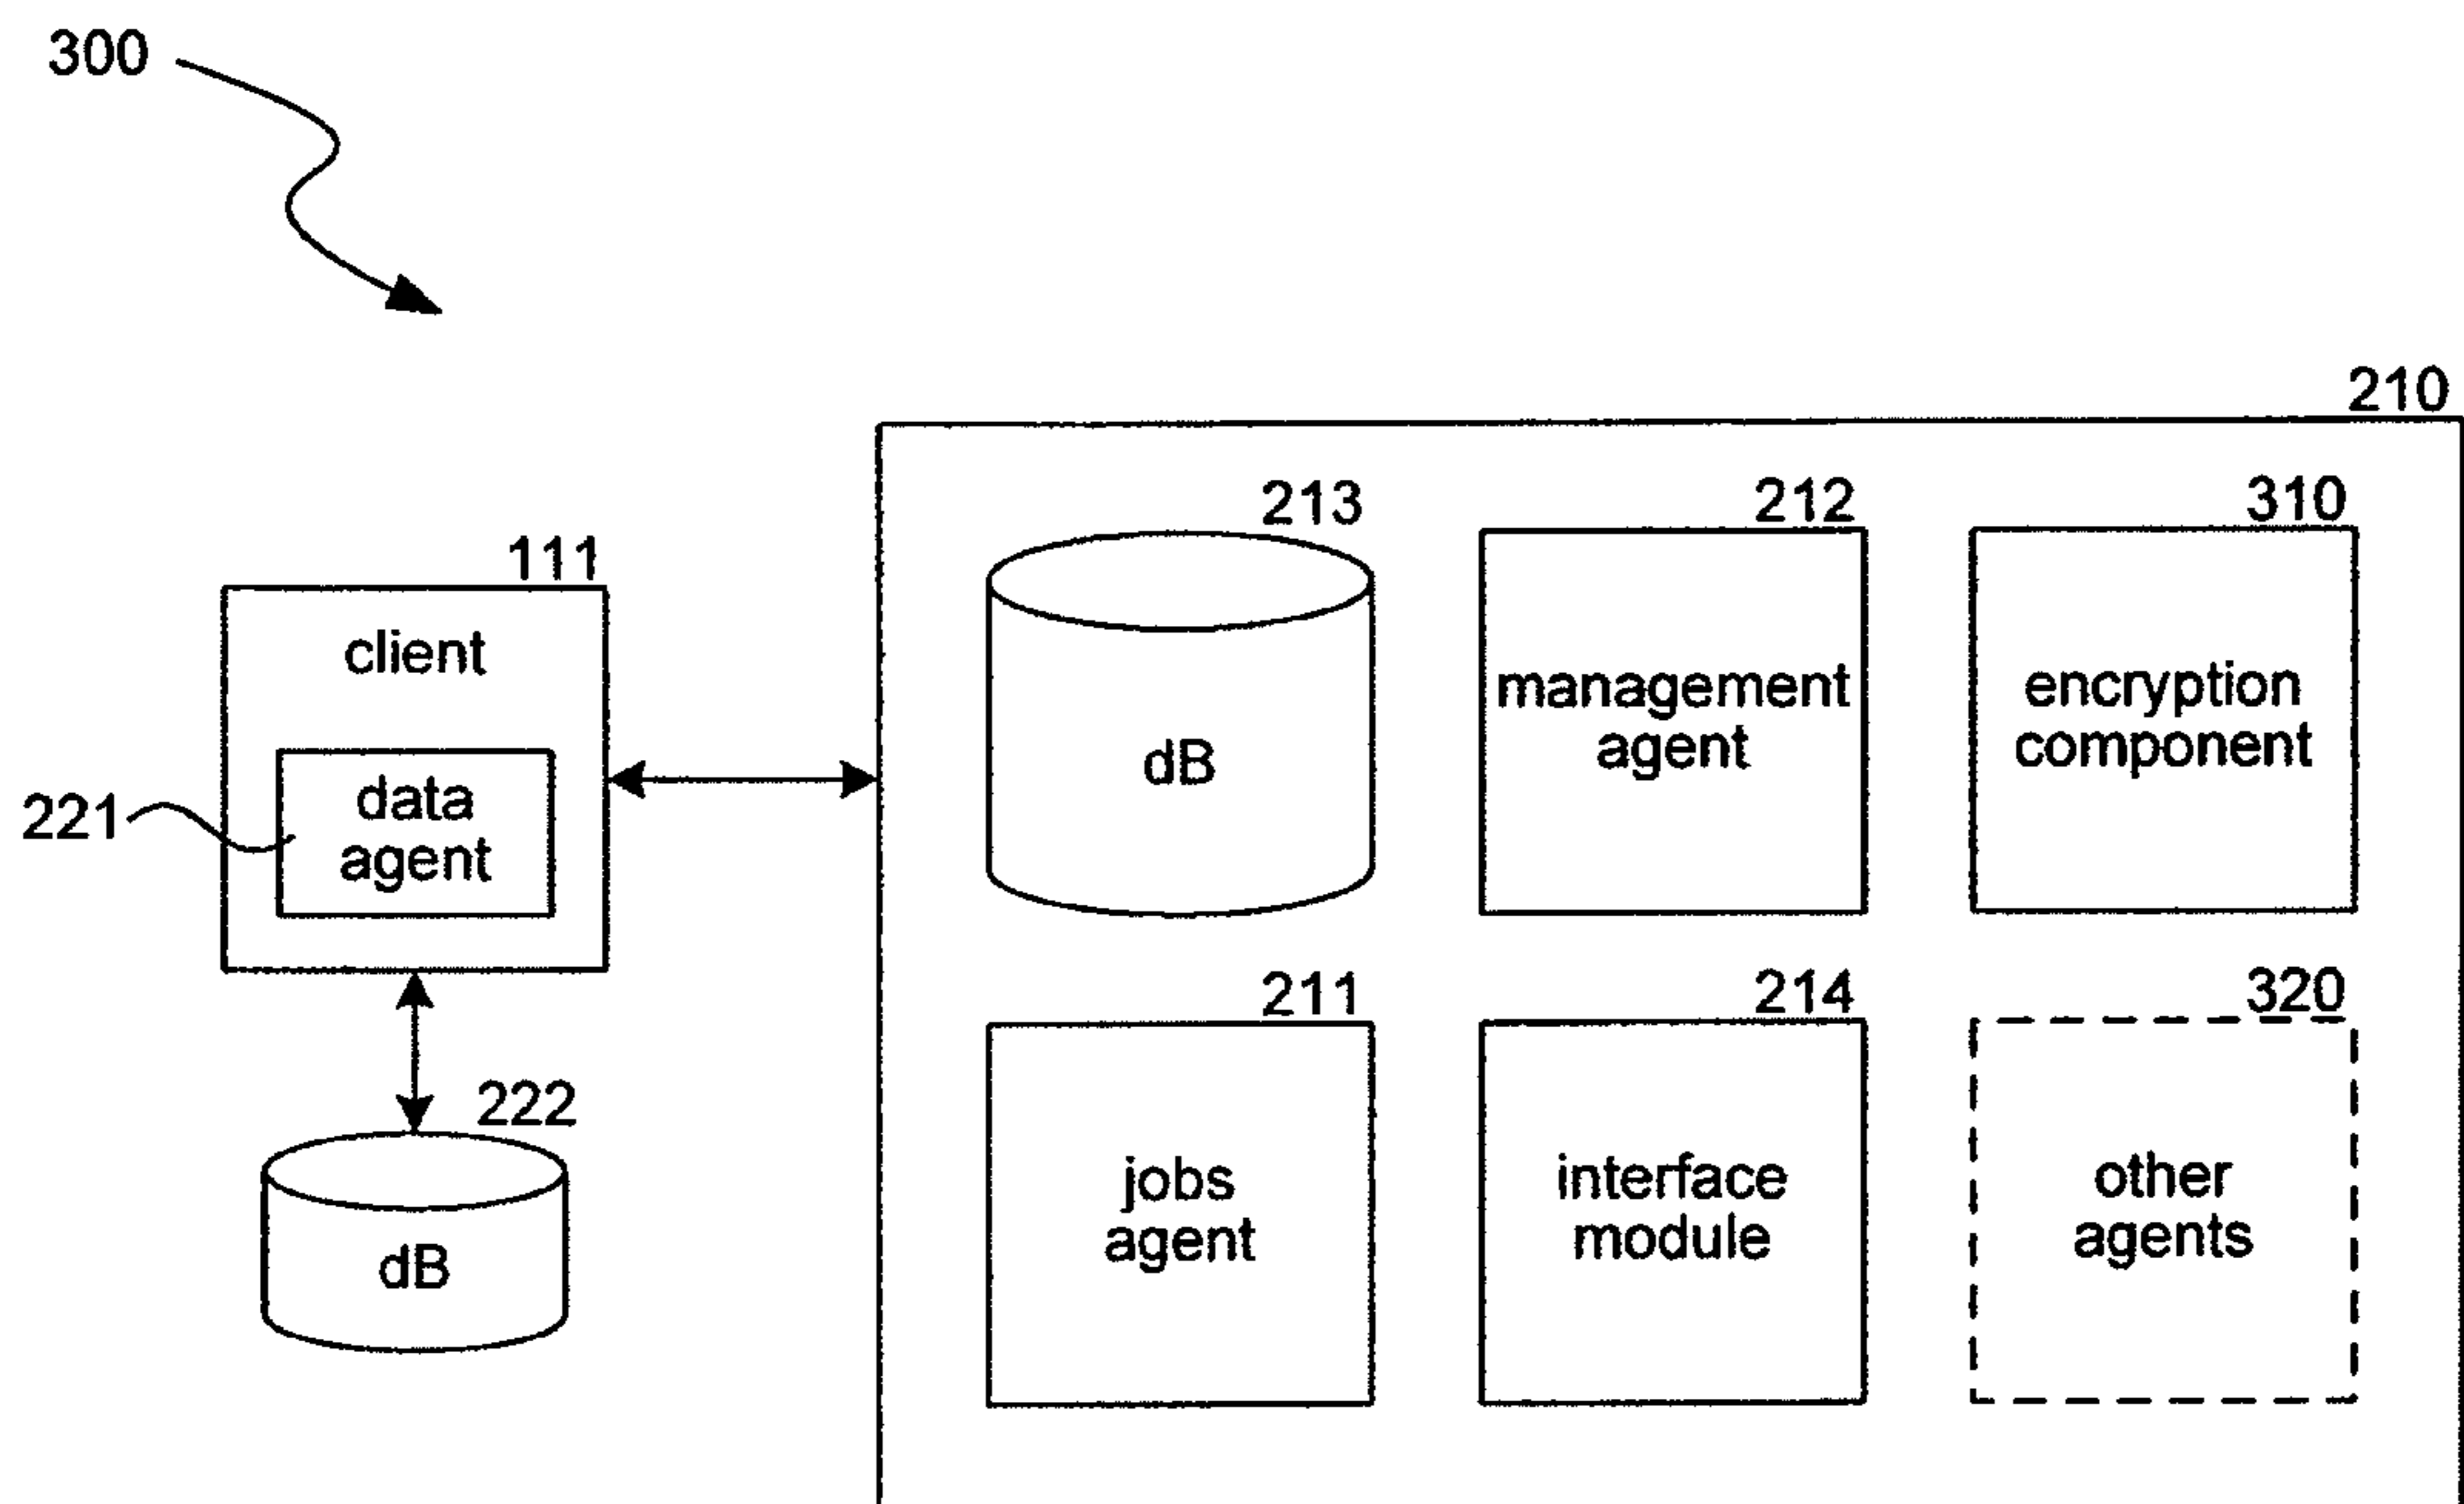 300
210
213
212
310
111
client
management
agent
encryption
component
dB
data
agent
221
211
214
320
222
jobs
agent
interface
module
other
agents
dB